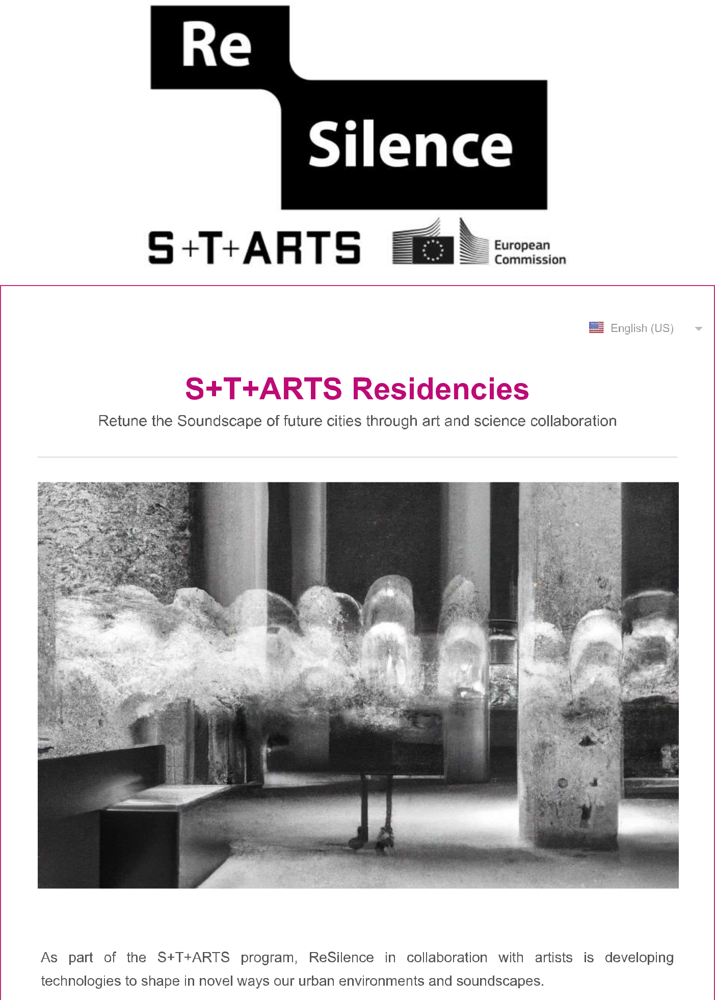 Re
Silence
S+T+ARTS
European
Commission
English (US)
S+T+ARTS Residencies
Retune the Soundscape of future cities through art and science collaboration
As part of the S+T+ARTS program, ReSilence in collaboration with artists is developing
technologies to shape in novel ways our urban environments and soundscapes.